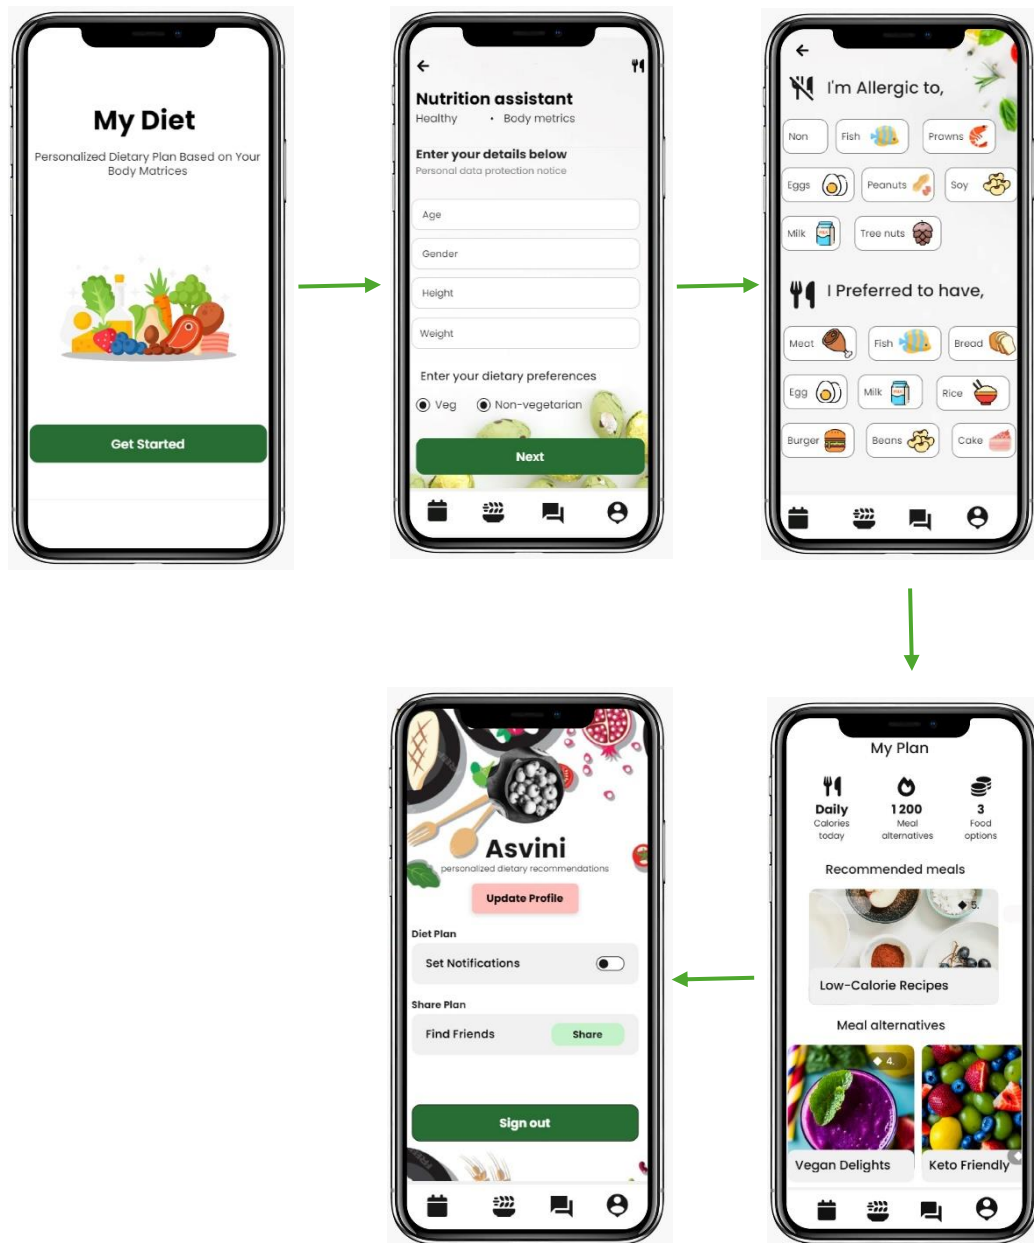 My Diet
Personalized Dietary Plan Based on Your
Body Matrices
Get Started
Nutrition assistant
Healthy • Body metrics
Enter your details below
Personal data protection notice
Age
Gender
Height
Weight
Enter your dietary preferences
Veg Non-vegetarian
Next
I'm Allergic to,
Non Fish Prawns
Eggs Peanuts Soy
Milk Tree nuts
I Preferred to have,
Meat Fish Bread
Egg Milk Rice
Burger Beans Cake
My Plan
Daily 1200 3
Calories Meal Food
today alternatives options
Recommended meals
5.
Low-Calorie Recipes
Meal alternatives
4.
Vegan Delights Keto Friendly
Asvini
personalized dietary recommendations
Update Profile
Diet Plan
Set Notifications
Share Plan
Find Friends Share
Sign out